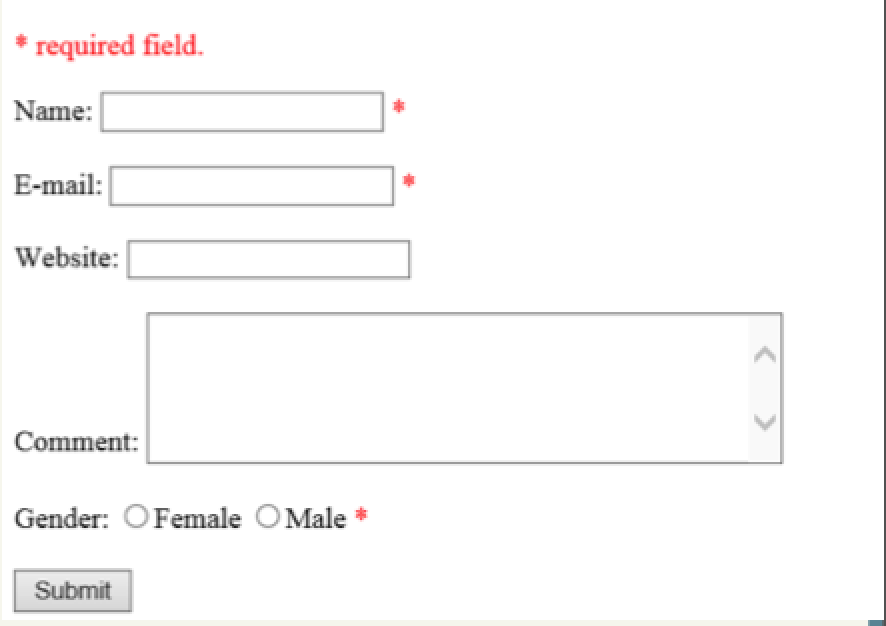 * required field.
Name: *
E-mail: *
Website:
Comment:
Gender: Female Male *
Submit